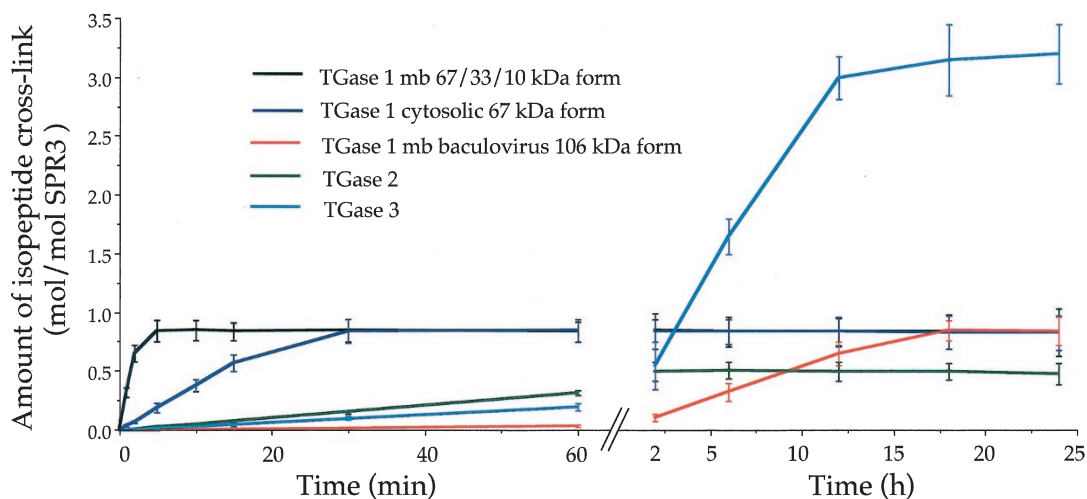 Amount of isopeptide cross-link
(mol/mol SPR3)
3.5
3.0
2.5
2.0
1.5
1.0
0.5
0.0
TGase 1 mb 67/33/10 kDa form
TGase 1 cytosolic 67 kDa form
TGase 1 mb baculovirus 106 kDa form
TGase 2
TGase 3
0 20 40 60 2 5 10 15 20 25
Time (min) Time (h)